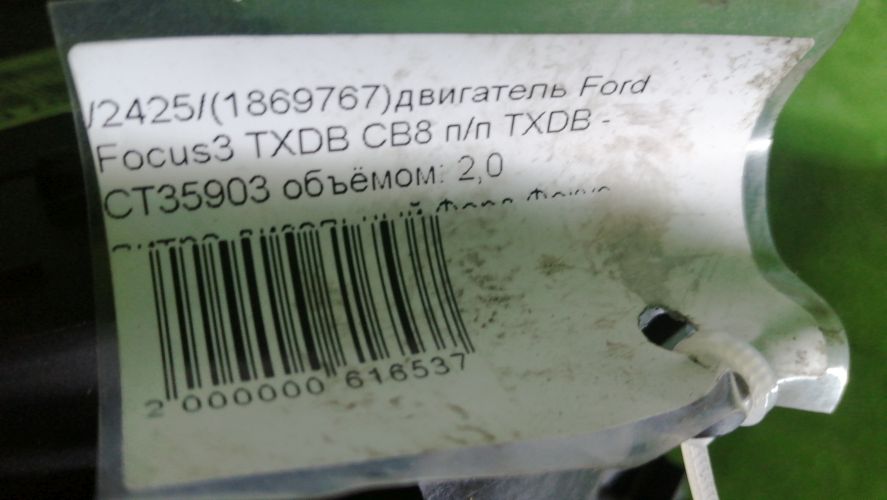 /2425/(1869767)двигатель Ford
Focus3 TXDB CB8 п/п TXDB -
CT35903 объёмом: 2,0
2 000000 616537